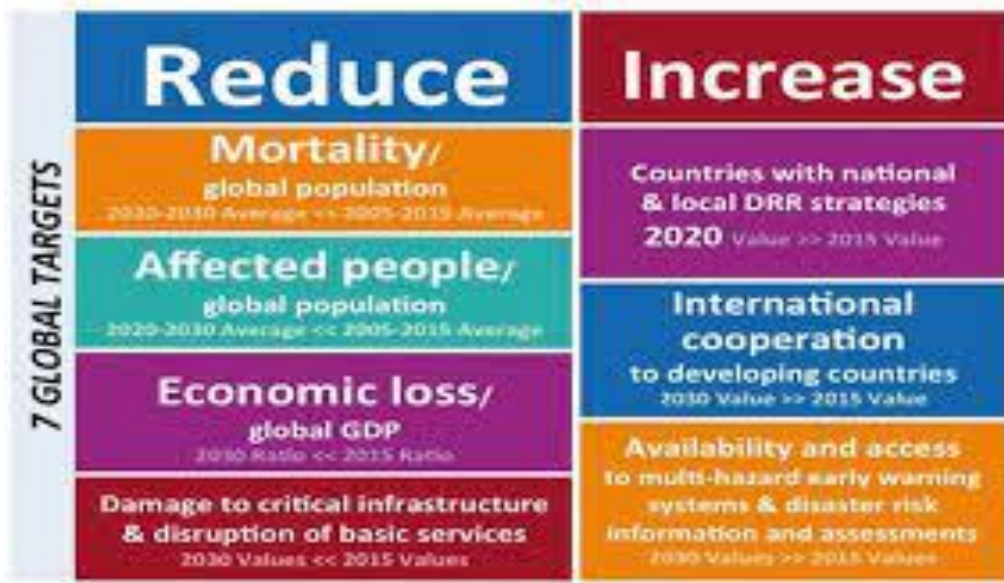 7 GLOBAL TARGETS
Reduce
Mortality/
global population
2020-2030 Average << 2005-2015 Average
Affected people/
global population
2020-2030 Average << 2005-2015 Average
Economic loss/
global GDP
2030 Ratio << 2015 Ratio
Damage to critical infrastructure
& disruption of basic services
2030 Values << 2015 Values
Increase
Countries with national
& local DRR strategies
2020 Value >> 2015 Value
International
cooperation
to developing countries
2030 Value >> 2015 Value
Availability and access
to multi-hazard early warning
systems & disaster risk
information and assessments
2030 Values >> 2015 Values